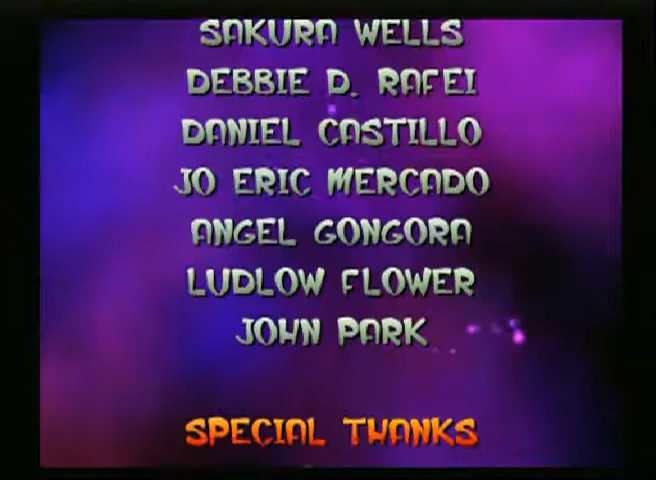 SAKURA WELLS
DEBBIE D. RAFEI
DANIEL CASTILLO
JO ERIC MERCADO
ANGEL GONGORA
LUDLOW FLOWER
JOHN PARK
SPECIAL THANKS